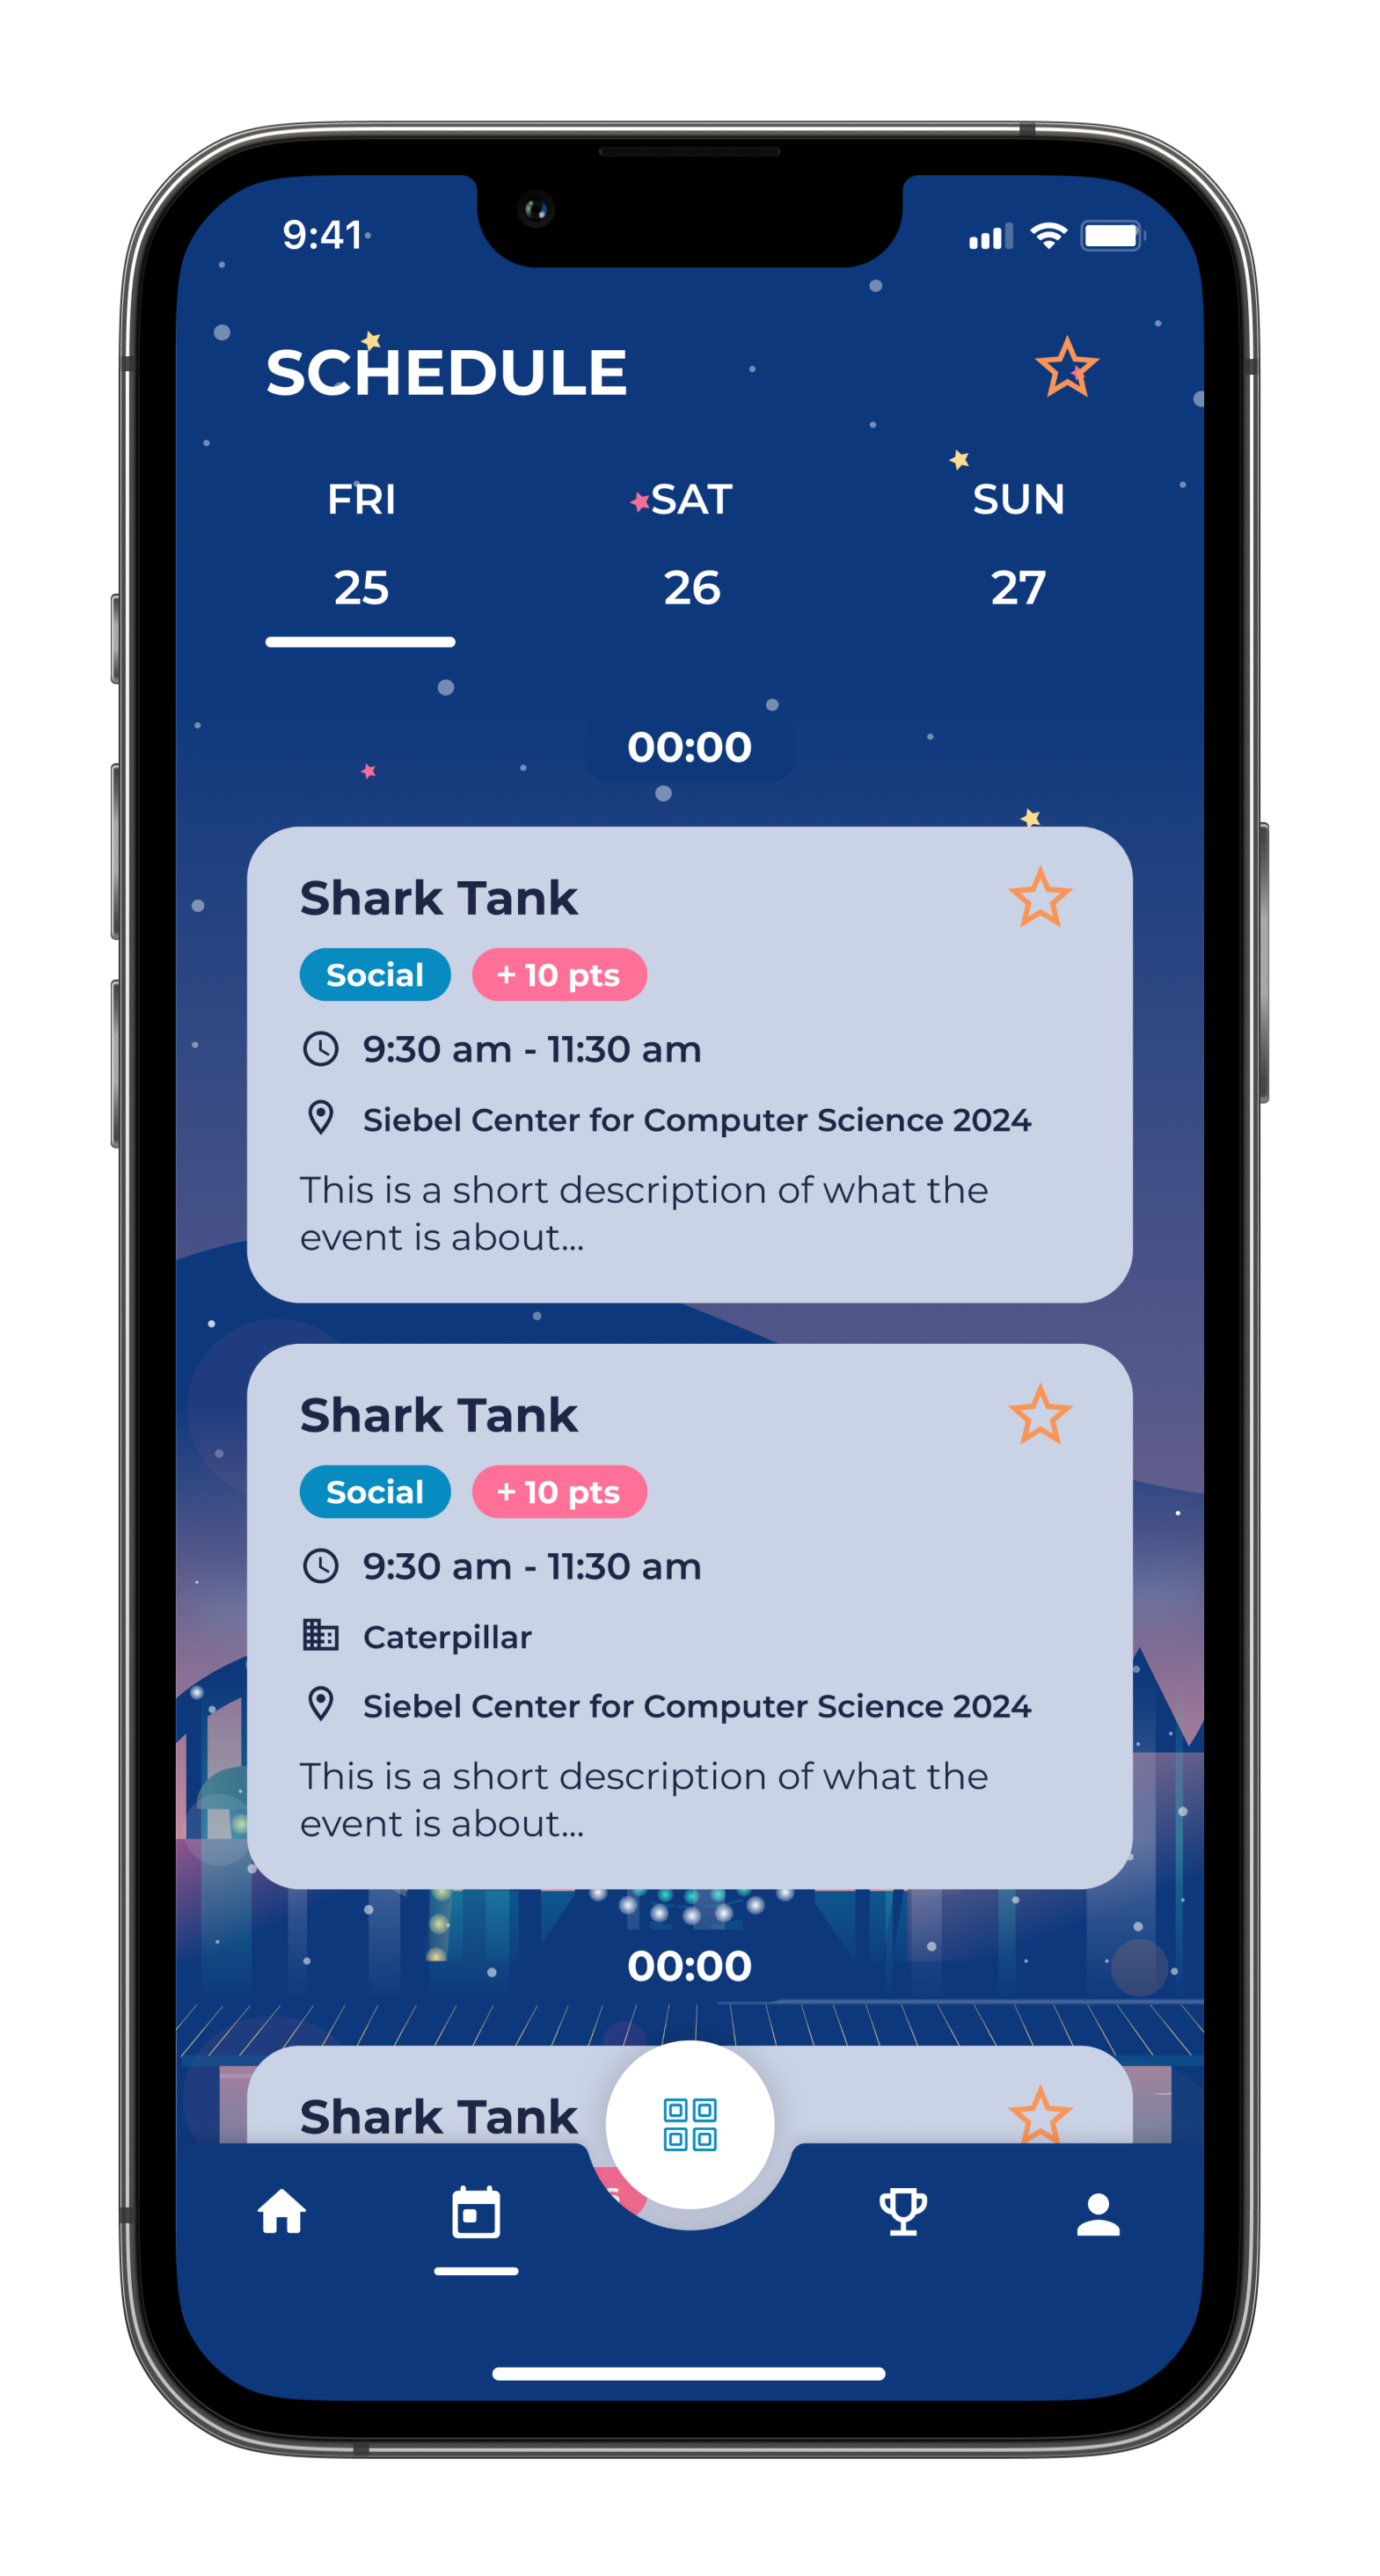 9:41
SCHEDULE
FRI SAT SUN
25 26 27
00:00
Shark Tank
Social + 10 pts
9:30 am - 11:30 am
Siebel Center for Computer Science 2024
This is a short description of what the
event is about...
Shark Tank
Social + 10 pts
9:30 am - 11:30 am
Caterpillar
Siebel Center for Computer Science 2024
This is a short description of what the
event is about...
00:00
Shark Tank